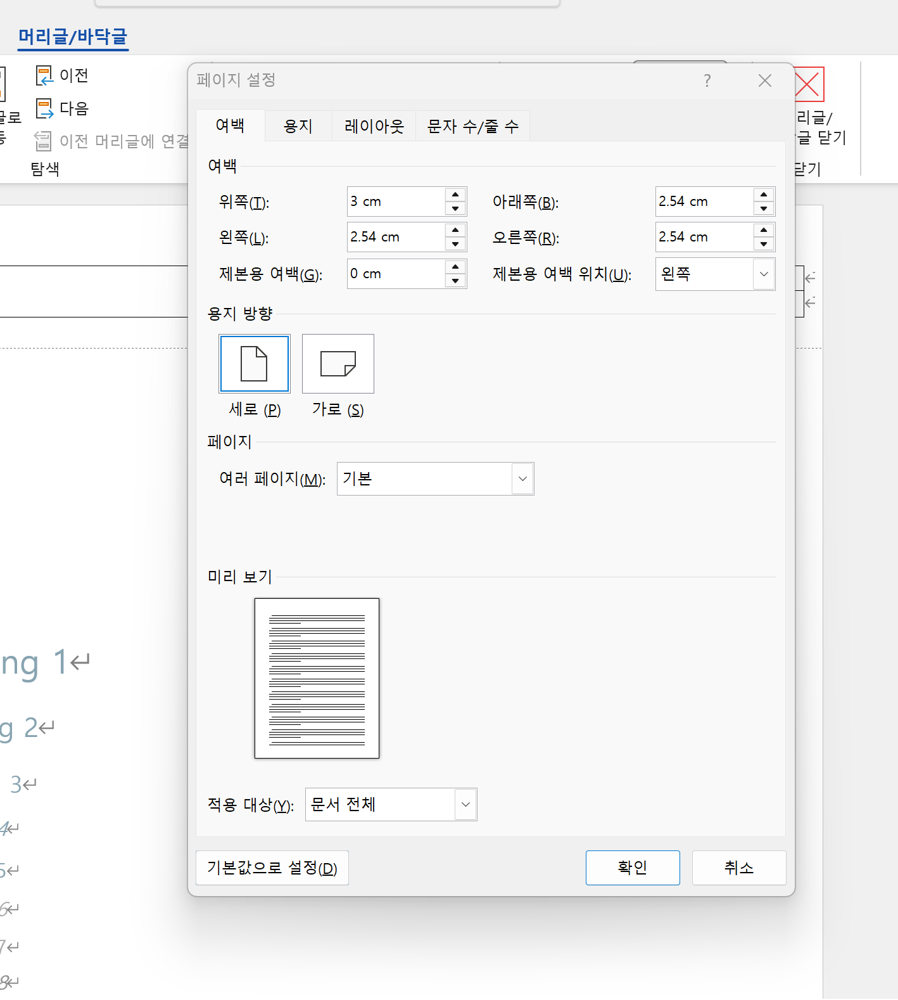 머리글/바닥글
이전
다음
이전 머리글에 연결
탐색
글로
리글/
글 닫기
닫기
페이지 설정 ?
여백 용지 레이아웃 문자 수/줄 수
여백
위쪽(T): 3 cm 아래쪽(B): 2.54 cm
왼쪽(L): 2.54 cm 오른쪽(R): 2.54 cm
제본용 여백(G): 0 cm 제본용 여백 위치(U): 왼쪽
용지 방향
세로 (P) 가로 (S)
페이지
여러 페이지(M): 기본
미리 보기
적용 대상(Y): 문서 전체
기본값으로 설정(D) 확인 취소
ng 1
g 2
3
4
5
6
7
8